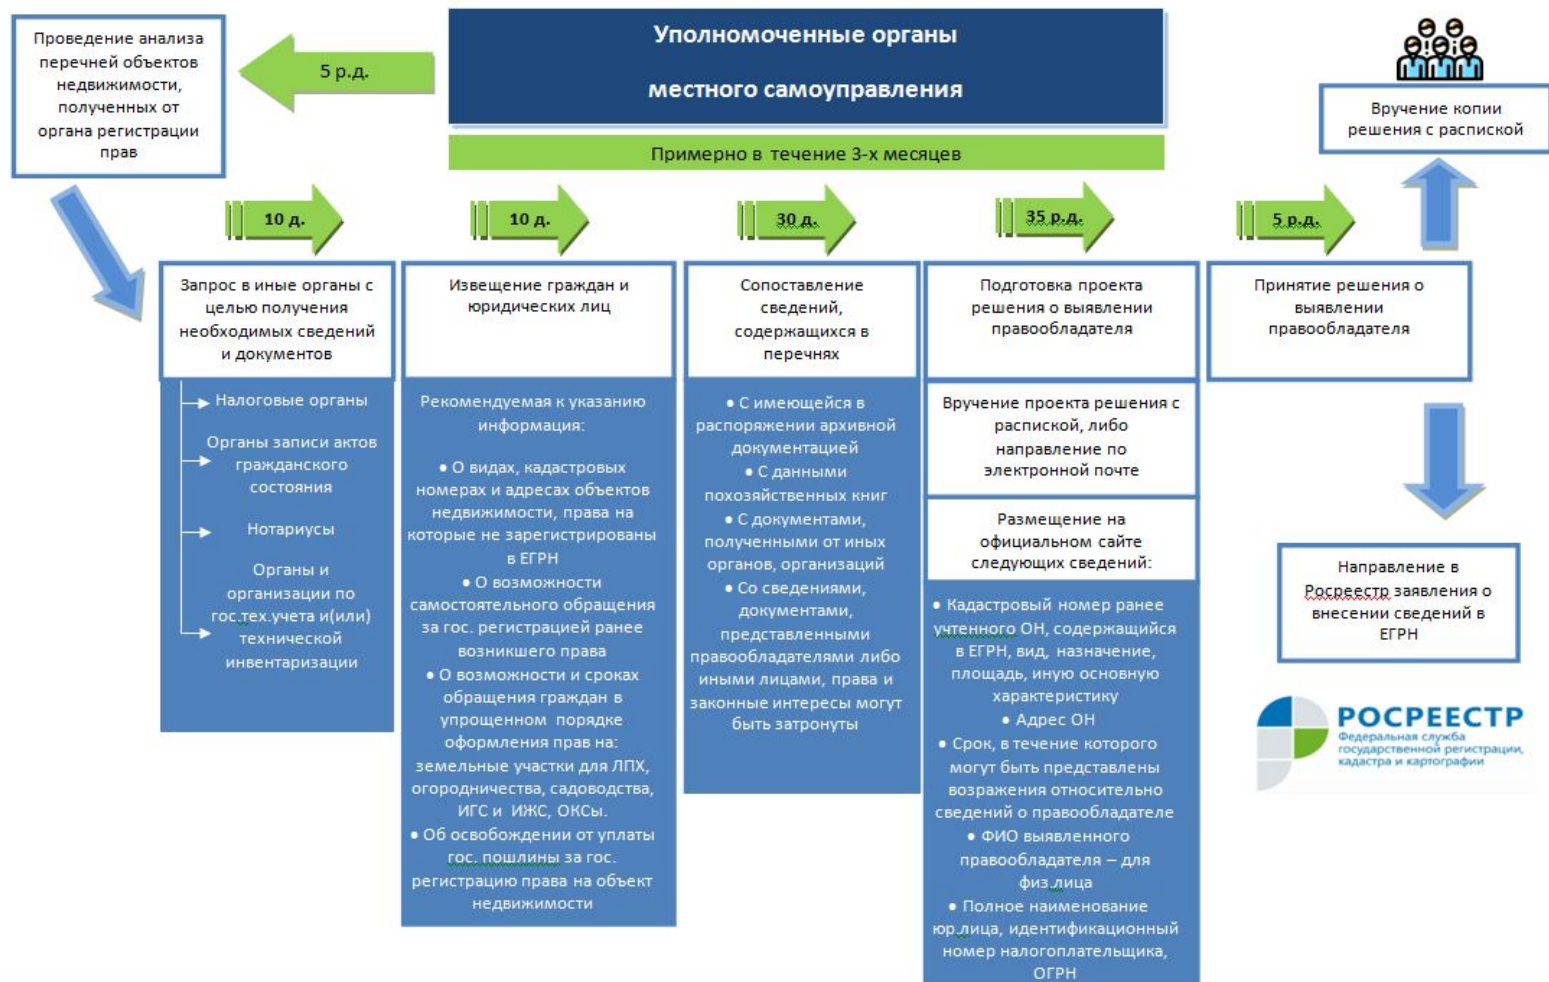 Проведение анализа
перечней объектов
недвижимости,
полученных от
органа регистрации
прав
5 р.д.
Уполномоченные органы
местного самоуправления
Примерно в течение 3-х месяцев
Вручение копии
решения с распиской
10 д.
10 д.
30 д.
35 р.д.
5 р.д.
Запрос в иные органы с
целью получения
необходимых сведений
и документов
Налоговые органы
Органы записи актов
гражданского
состояния
Нотариусы
Органы и
организации по
гос.тех.учета и(или)
технической
инвентаризации
Извещение граждан и
юридических лиц
Рекомендуемая к указанию
информация:
● О видах, кадастровых
номерах и адресах объектов
недвижимости, права на
которые не зарегистрированы
в ЕГРН
● О возможности
самостоятельного обращения
за гос. регистрацией ранее
возникшего права
● О возможности и сроках
обращения граждан в
упрощенном порядке
оформления прав на:
земельные участки для ЛПХ,
огородничества, садоводства,
ИГС и ИЖС, ОКСы.
● Об освобождении от уплаты
гос. пошлины за гос.
регистрацию права на объект
недвижимости
Сопоставление
сведений,
содержащихся в
перечнях
● С имеющейся в
распоряжении архивной
документацией
● С данными
похозяйственных книг
● С документами,
полученными от иных
органов, организаций
● Со сведениями,
документами,
представленными
правообладателями либо
иными лицами, права и
законные интересы могут
быть затронуты
Подготовка проекта
решения о выявлении
правообладателя
Вручение проекта решения с
распиской, либо
направление по
электронной почте
Размещение на
официальном сайте
следующих сведений:
● Кадастровый номер ранее
учтенного ОН, содержащийся
в ЕГРН, вид, назначение,
площадь, иную основную
характеристику
● Адрес ОН
● Срок, в течение которого
могут быть представлены
возражения относительно
сведений о правообладателе
● ФИО выявленного
правообладателя – для
физ.лица
● Полное наименование
юр.лица, идентификационный
номер налогоплательщика,
ОГРН
Принятие решения о
выявлении
правообладателя
Направление в
Росреестр заявления о
внесении сведений в
ЕГРН
РОСРЕЕСТР
Федеральная служба
государственной регистрации,
кадастра и картографии